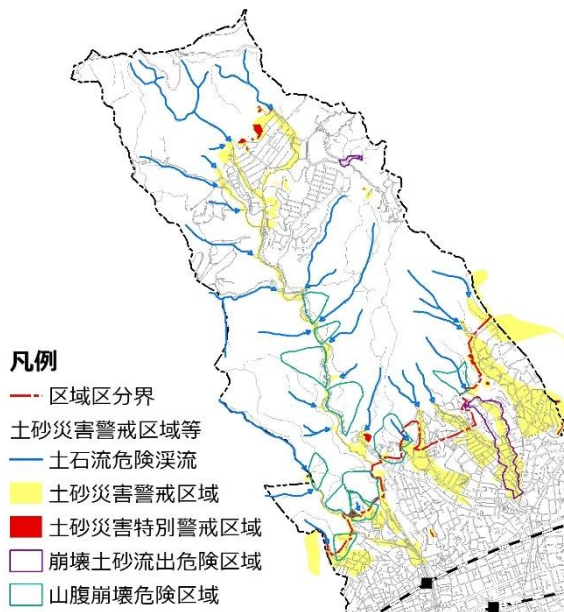 凡例
区域区分界
土砂災害警戒区域等
土石流危険渓流
土砂災害警戒区域
土砂災害特別警戒区域
崩壊土砂流出危険区域
山腹崩壊危険区域